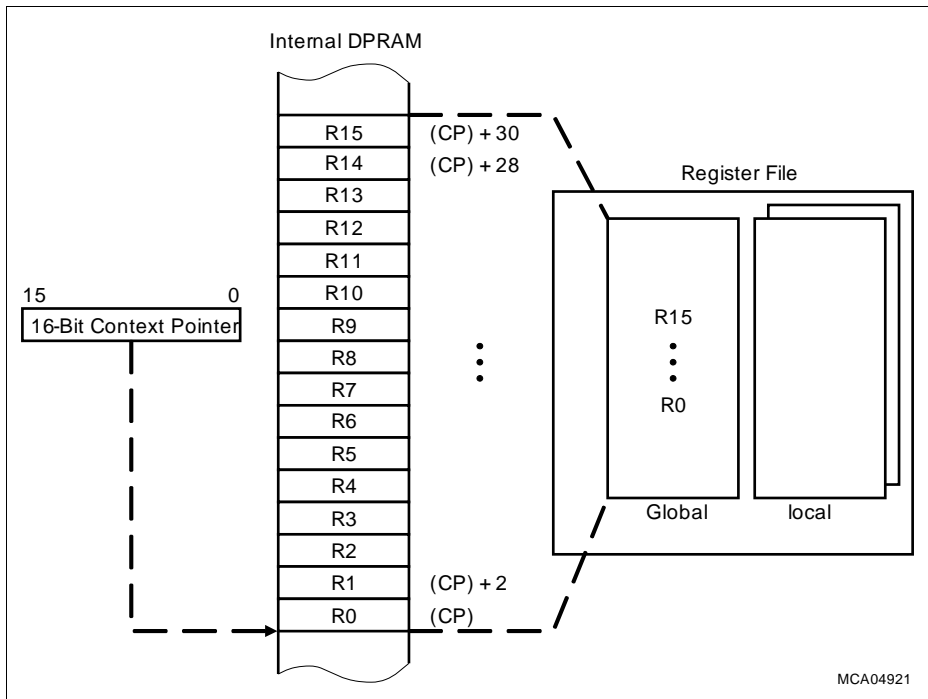 Internal DPRAM
R15 (CP) + 30
R14 (CP) + 28
R13
R12
R11
R10
R9
R8
R7
R6
R5
R4
R3
R2
R1 (CP) + 2
R0 (CP)
15 0
16-Bit Context Pointer
Register File
R15
R0
Global local
MCA04921